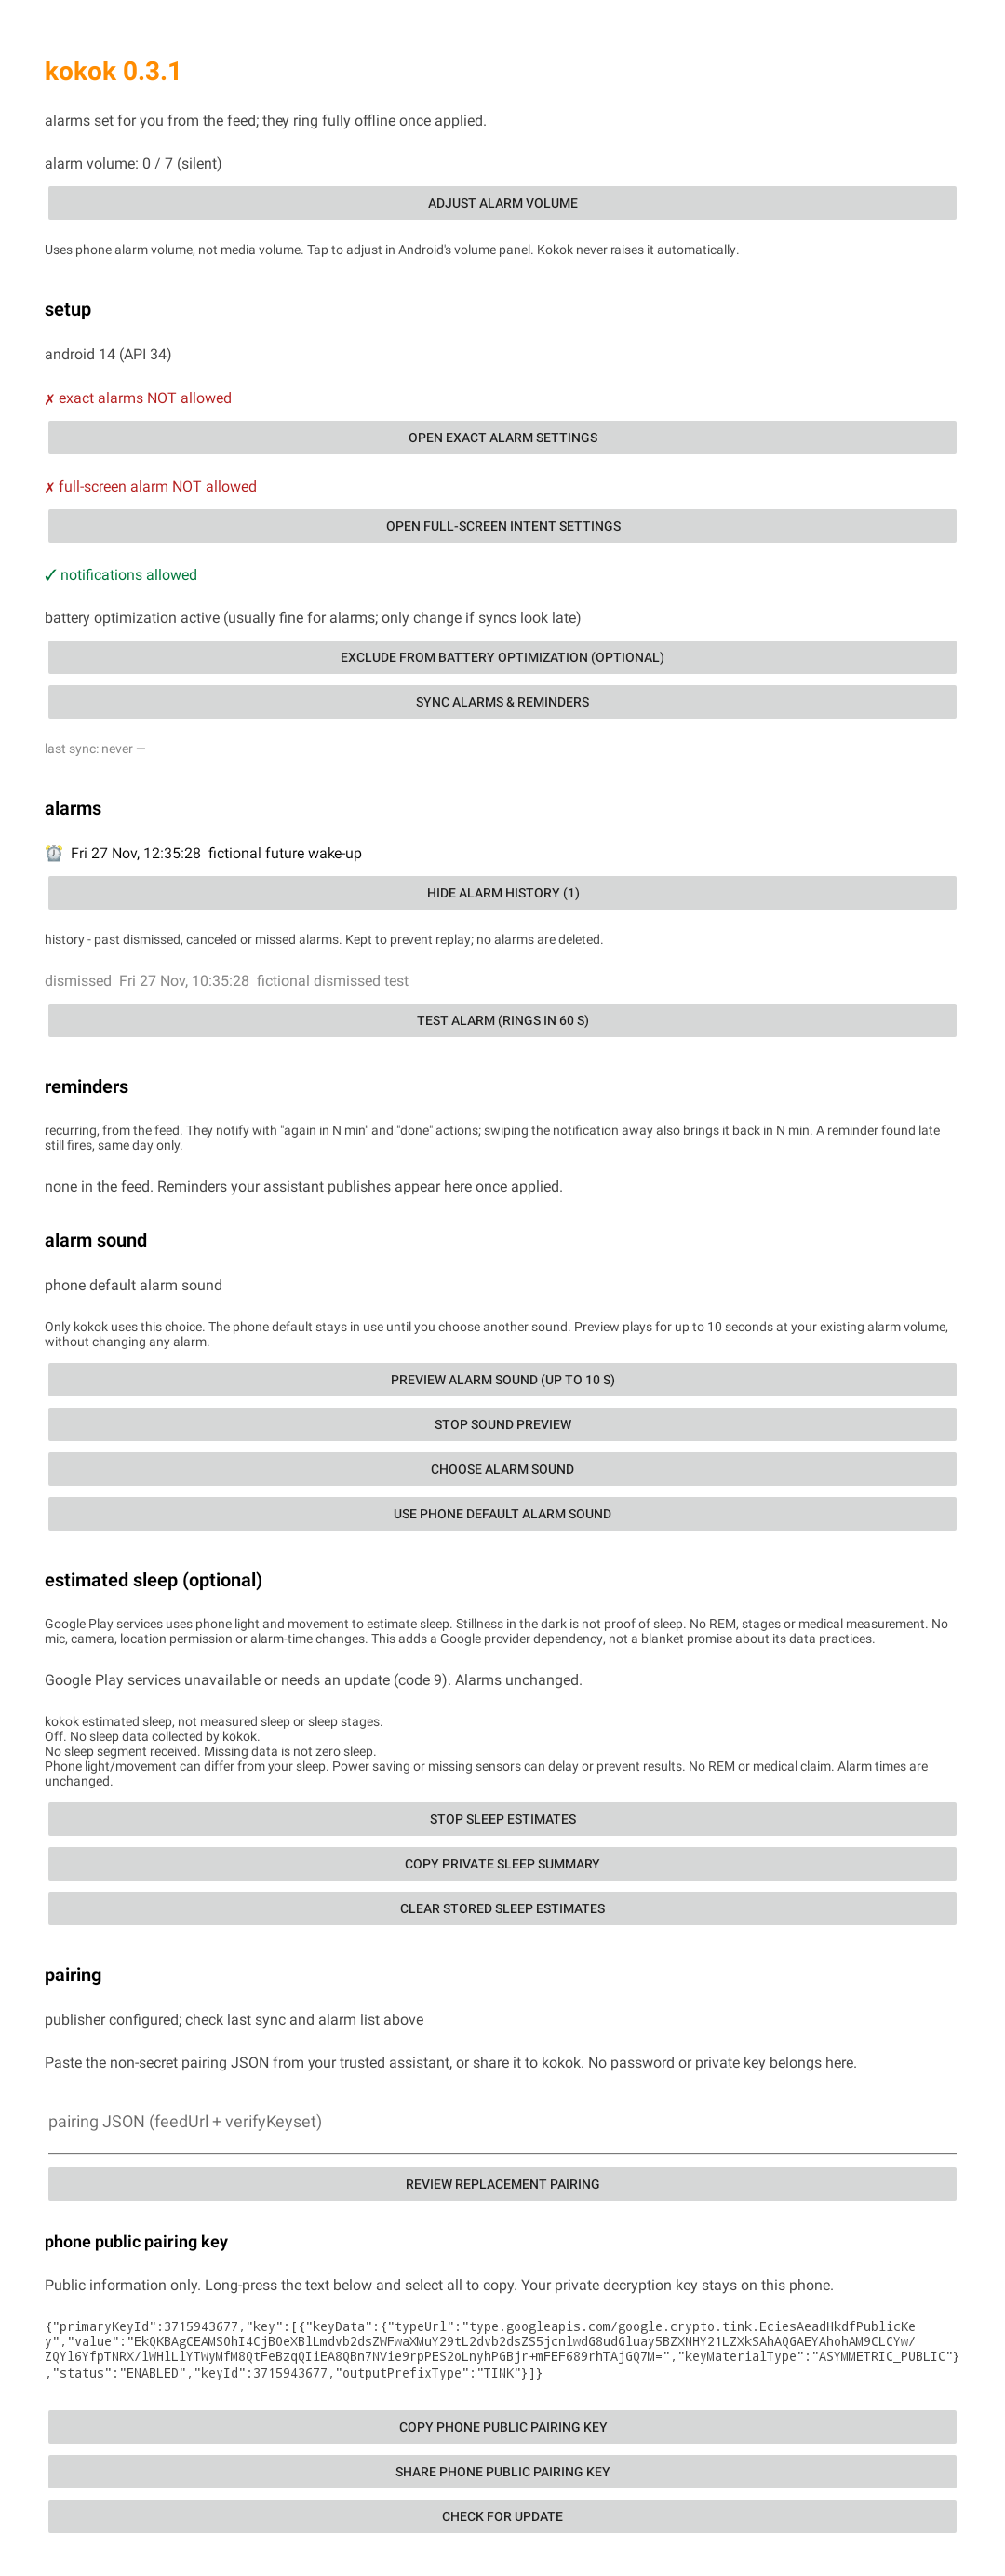 kokok 0.3.1
alarms set for you from the feed; they ring fully offline once applied.
alarm volume: 0 / 7 (silent)
ADJUST ALARM VOLUME
Uses phone alarm volume, not media volume. Tap to adjust in Android's volume panel. Kokok never raises it automatically.
setup
android 14 (API 34)
✗ exact alarms NOT allowed
OPEN EXACT ALARM SETTINGS
✗ full-screen alarm NOT allowed
OPEN FULL-SCREEN INTENT SETTINGS
✓ notifications allowed
battery optimization active (usually fine for alarms; only change if syncs look late)
EXCLUDE FROM BATTERY OPTIMIZATION (OPTIONAL)
SYNC ALARMS & REMINDERS
last sync: never —
alarms
⏰ Fri 27 Nov, 12:35:28 fictional future wake-up
HIDE ALARM HISTORY (1)
history - past dismissed, canceled or missed alarms. Kept to prevent replay; no alarms are deleted.
dismissed Fri 27 Nov, 10:35:28 fictional dismissed test
TEST ALARM (RINGS IN 60 S)
reminders
recurring, from the feed. They notify with "again in N min" and "done" actions; swiping the notification away also brings it back in N min. A reminder found late
still fires, same day only.
none in the feed. Reminders your assistant publishes appear here once applied.
alarm sound
phone default alarm sound
Only kokok uses this choice. The phone default stays in use until you choose another sound. Preview plays for up to 10 seconds at your existing alarm volume,
without changing any alarm.
PREVIEW ALARM SOUND (UP TO 10 S)
STOP SOUND PREVIEW
CHOOSE ALARM SOUND
USE PHONE DEFAULT ALARM SOUND
estimated sleep (optional)
Google Play services uses phone light and movement to estimate sleep. Stillness in the dark is not proof of sleep. No REM, stages or medical measurement. No
mic, camera, location permission or alarm-time changes. This adds a Google provider dependency, not a blanket promise about its data practices.
Google Play services unavailable or needs an update (code 9). Alarms unchanged.
kokok estimated sleep, not measured sleep or sleep stages.
Off. No sleep data collected by kokok.
No sleep segment received. Missing data is not zero sleep.
Phone light/movement can differ from your sleep. Power saving or missing sensors can delay or prevent results. No REM or medical claim. Alarm times are
unchanged.
STOP SLEEP ESTIMATES
COPY PRIVATE SLEEP SUMMARY
CLEAR STORED SLEEP ESTIMATES
pairing
publisher configured; check last sync and alarm list above
Paste the non-secret pairing JSON from your trusted assistant, or share it to kokok. No password or private key belongs here.
pairing JSON (feedUrl + verifyKeyset)
REVIEW REPLACEMENT PAIRING
phone public pairing key
Public information only. Long-press the text below and select all to copy. Your private decryption key stays on this phone.
{"primaryKeyId":3715943677,"key":[{"keyData":{"typeUrl":"type.googleapis.com/google.crypto.tink.EciesAeadHkdfPublicKe
y","value":"EkQKBAgCEAMSOhI4CjB0eXBlLmdvb2dsZWFwaXMuY29tL2dvb2dsZS5jcnlwdG8udGluay5BZXNHY21LZXkSAhAQGAEYAhohAM9CLCYw/
ZQYl6YfpTNRX/lWHlLlYTWyMfM8QtFeBzqQIiEA8QBn7NVie9rpPES2oLnyhPGBjr+mFEF689rhTAjGQ7M=","keyMaterialType":"ASYMMETRIC_PUBLIC"}
,"status":"ENABLED","keyId":3715943677,"outputPrefixType":"TINK"}]}
COPY PHONE PUBLIC PAIRING KEY
SHARE PHONE PUBLIC PAIRING KEY
CHECK FOR UPDATE